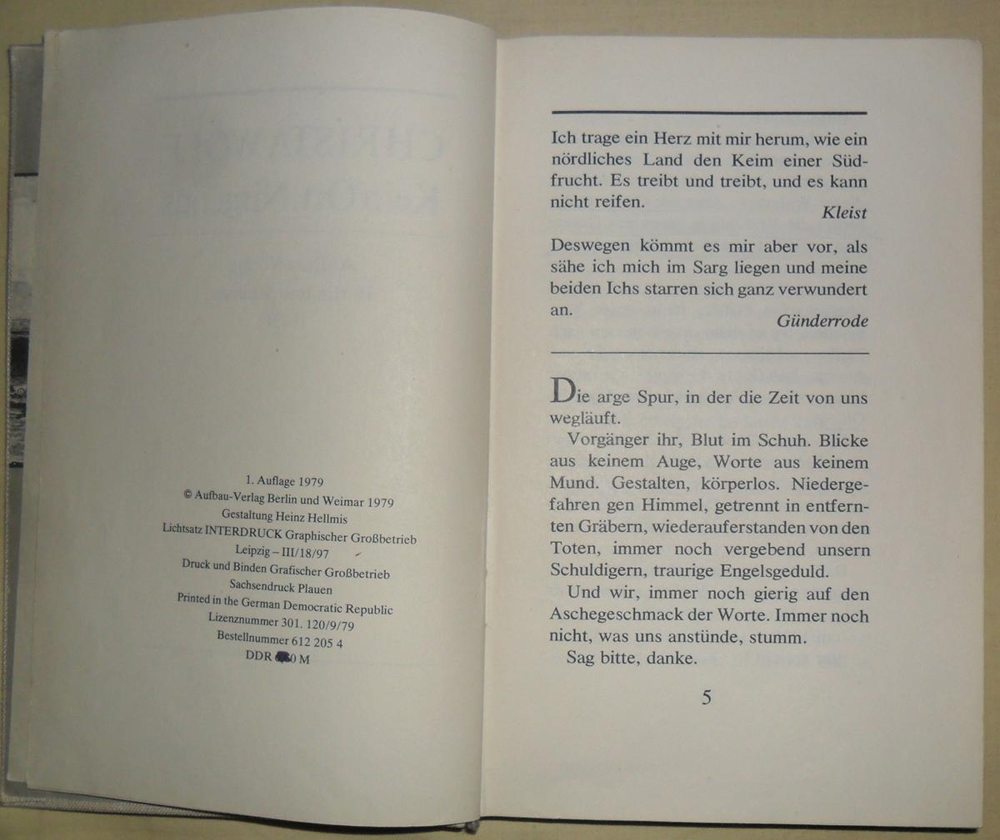 1. Auflage 1979
© Aufbau-Verlag Berlin und Weimar 1979
Gestaltung Heinz Hellmis
Lichtsatz INTERDRUCK Graphischer Großbetrieb
Leipzig – III/18/97
Druck und Binden Grafischer Großbetrieb
Sachsendruck Plauen
Printed in the German Democratic Republic
Lizenznummer 301. 120/9/79
Bestellnummer 612 205 4
DDR 0 M
Ich trage ein Herz mit mir herum, wie ein
nördliches Land den Keim einer Süd-
frucht. Es treibt und treibt, und es kann
nicht reifen.
Kleist
Deswegen kömmt es mir aber vor, als
sähe ich mich im Sarg liegen und meine
beiden Ichs starren sich ganz verwundert
an.
Günderrode
Die arge Spur, in der die Zeit von uns
wegläuft.
Vorgänger ihr, Blut im Schuh. Blicke
aus keinem Auge, Worte aus keinem
Mund. Gestalten, körperlos. Niederge-
fahren gen Himmel, getrennt in entfern-
ten Gräbern, wiederauferstanden von den
Toten, immer noch vergebend unsern
Schuldigern, traurige Engelsgeduld.
Und wir, immer noch gierig auf den
Aschegeschmack der Worte. Immer noch
nicht, was uns anstünde, stumm.
Sag bitte, danke.
5